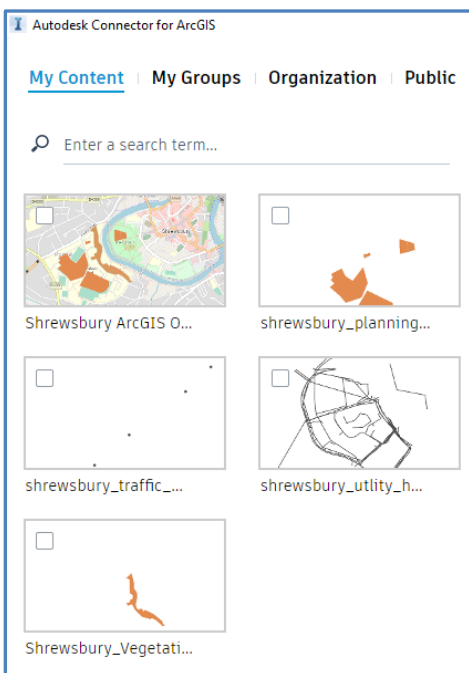 Autodesk Connector for ArcGIS
My Content My Groups Organization Public
Enter a search term...
Shrewsbury
Shrewsbury ArcGIS O... shrewsbury_planning...
shrewsbury_traffic_... shrewsbury_utlity_h...
Shrewsbury_Vegetati...